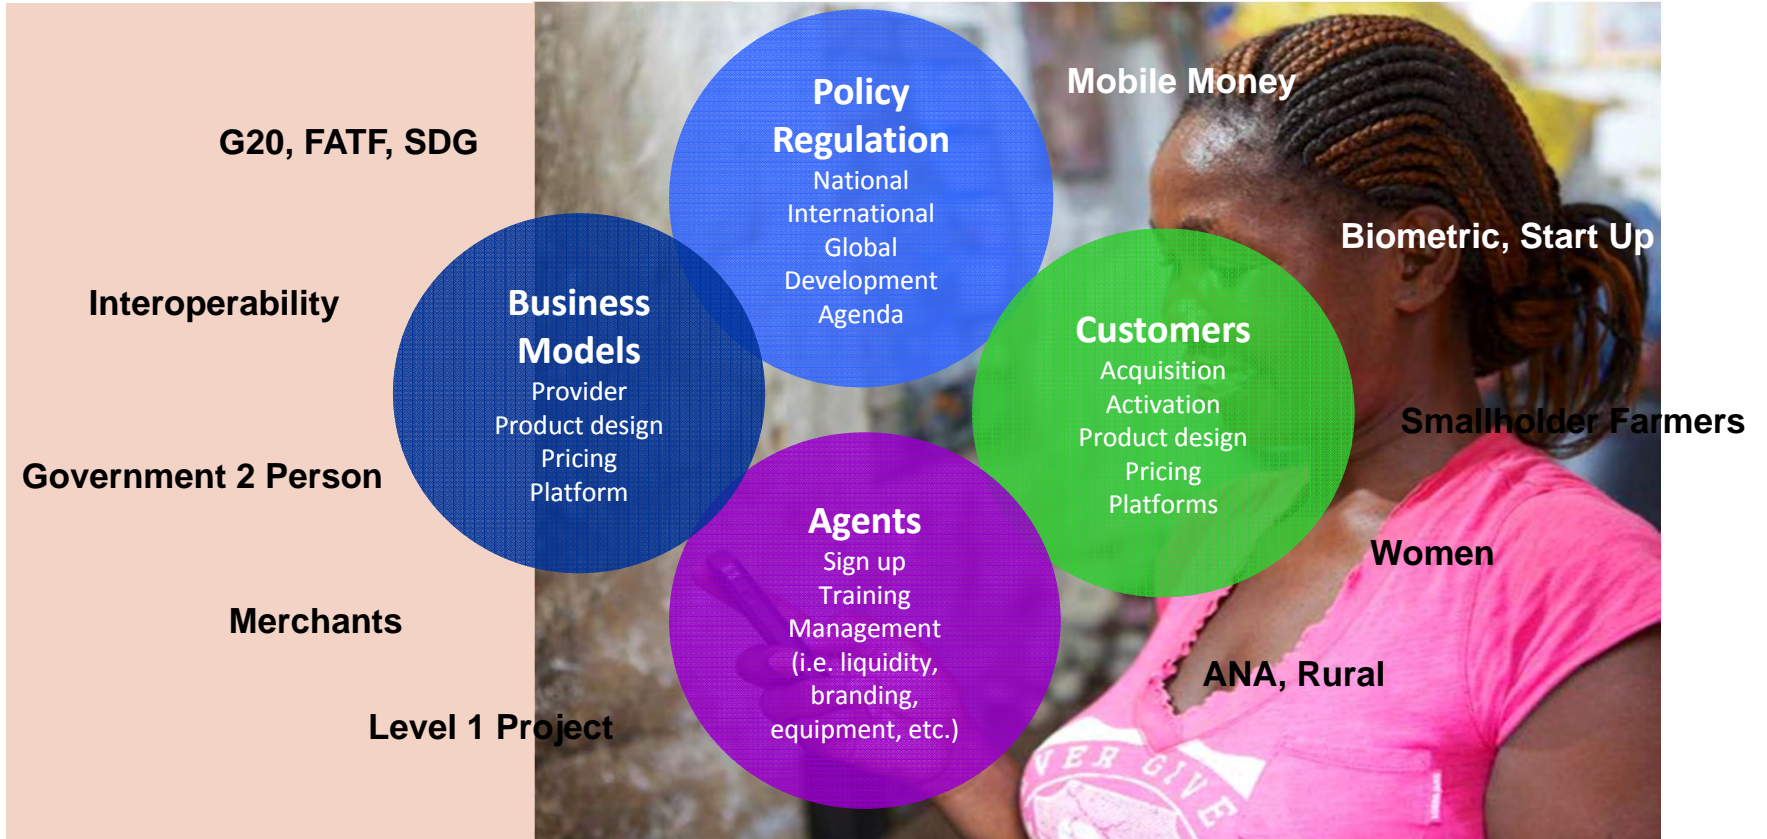 Policy
Regulation
National
International
Global
Development
Agenda
Mobile Money
G20, FATF, SDG
Biometric, Start Up
Interoperability
Business
Models
Provider
Product design
Pricing
Platform
Customers
Acquisition
Activation
Product design
Pricing
Platforms
Smallholder Farmers
Government 2 Person
Agents
Sign up
Training
Management
(i.e. liquidity,
branding,
equipment, etc.)
Women
Merchants
ANA, Rural
Level 1 Project
VER GIVE